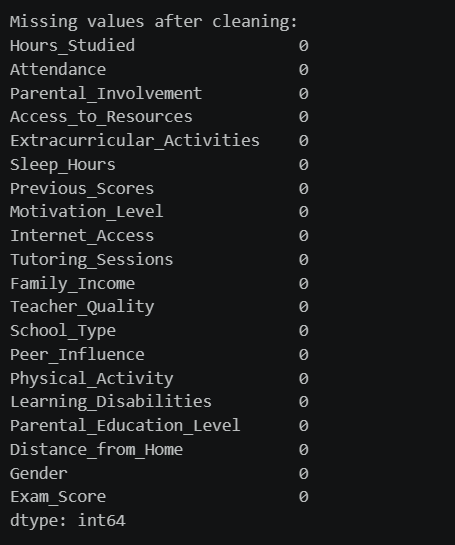 Missing values after cleaning:
Hours_Studied 0
Attendance 0
Parental_Involvement 0
Access_to_Resources 0
Extracurricular_Activities 0
Sleep_Hours 0
Previous_Scores 0
Motivation_Level 0
Internet_Access 0
Tutoring_Sessions 0
Family_Income 0
Teacher_Quality 0
School_Type 0
Peer_Influence 0
Physical_Activity 0
Learning_Disabilities 0
Parental_Education_Level 0
Distance_from_Home 0
Gender 0
Exam_Score 0
dtype: int64